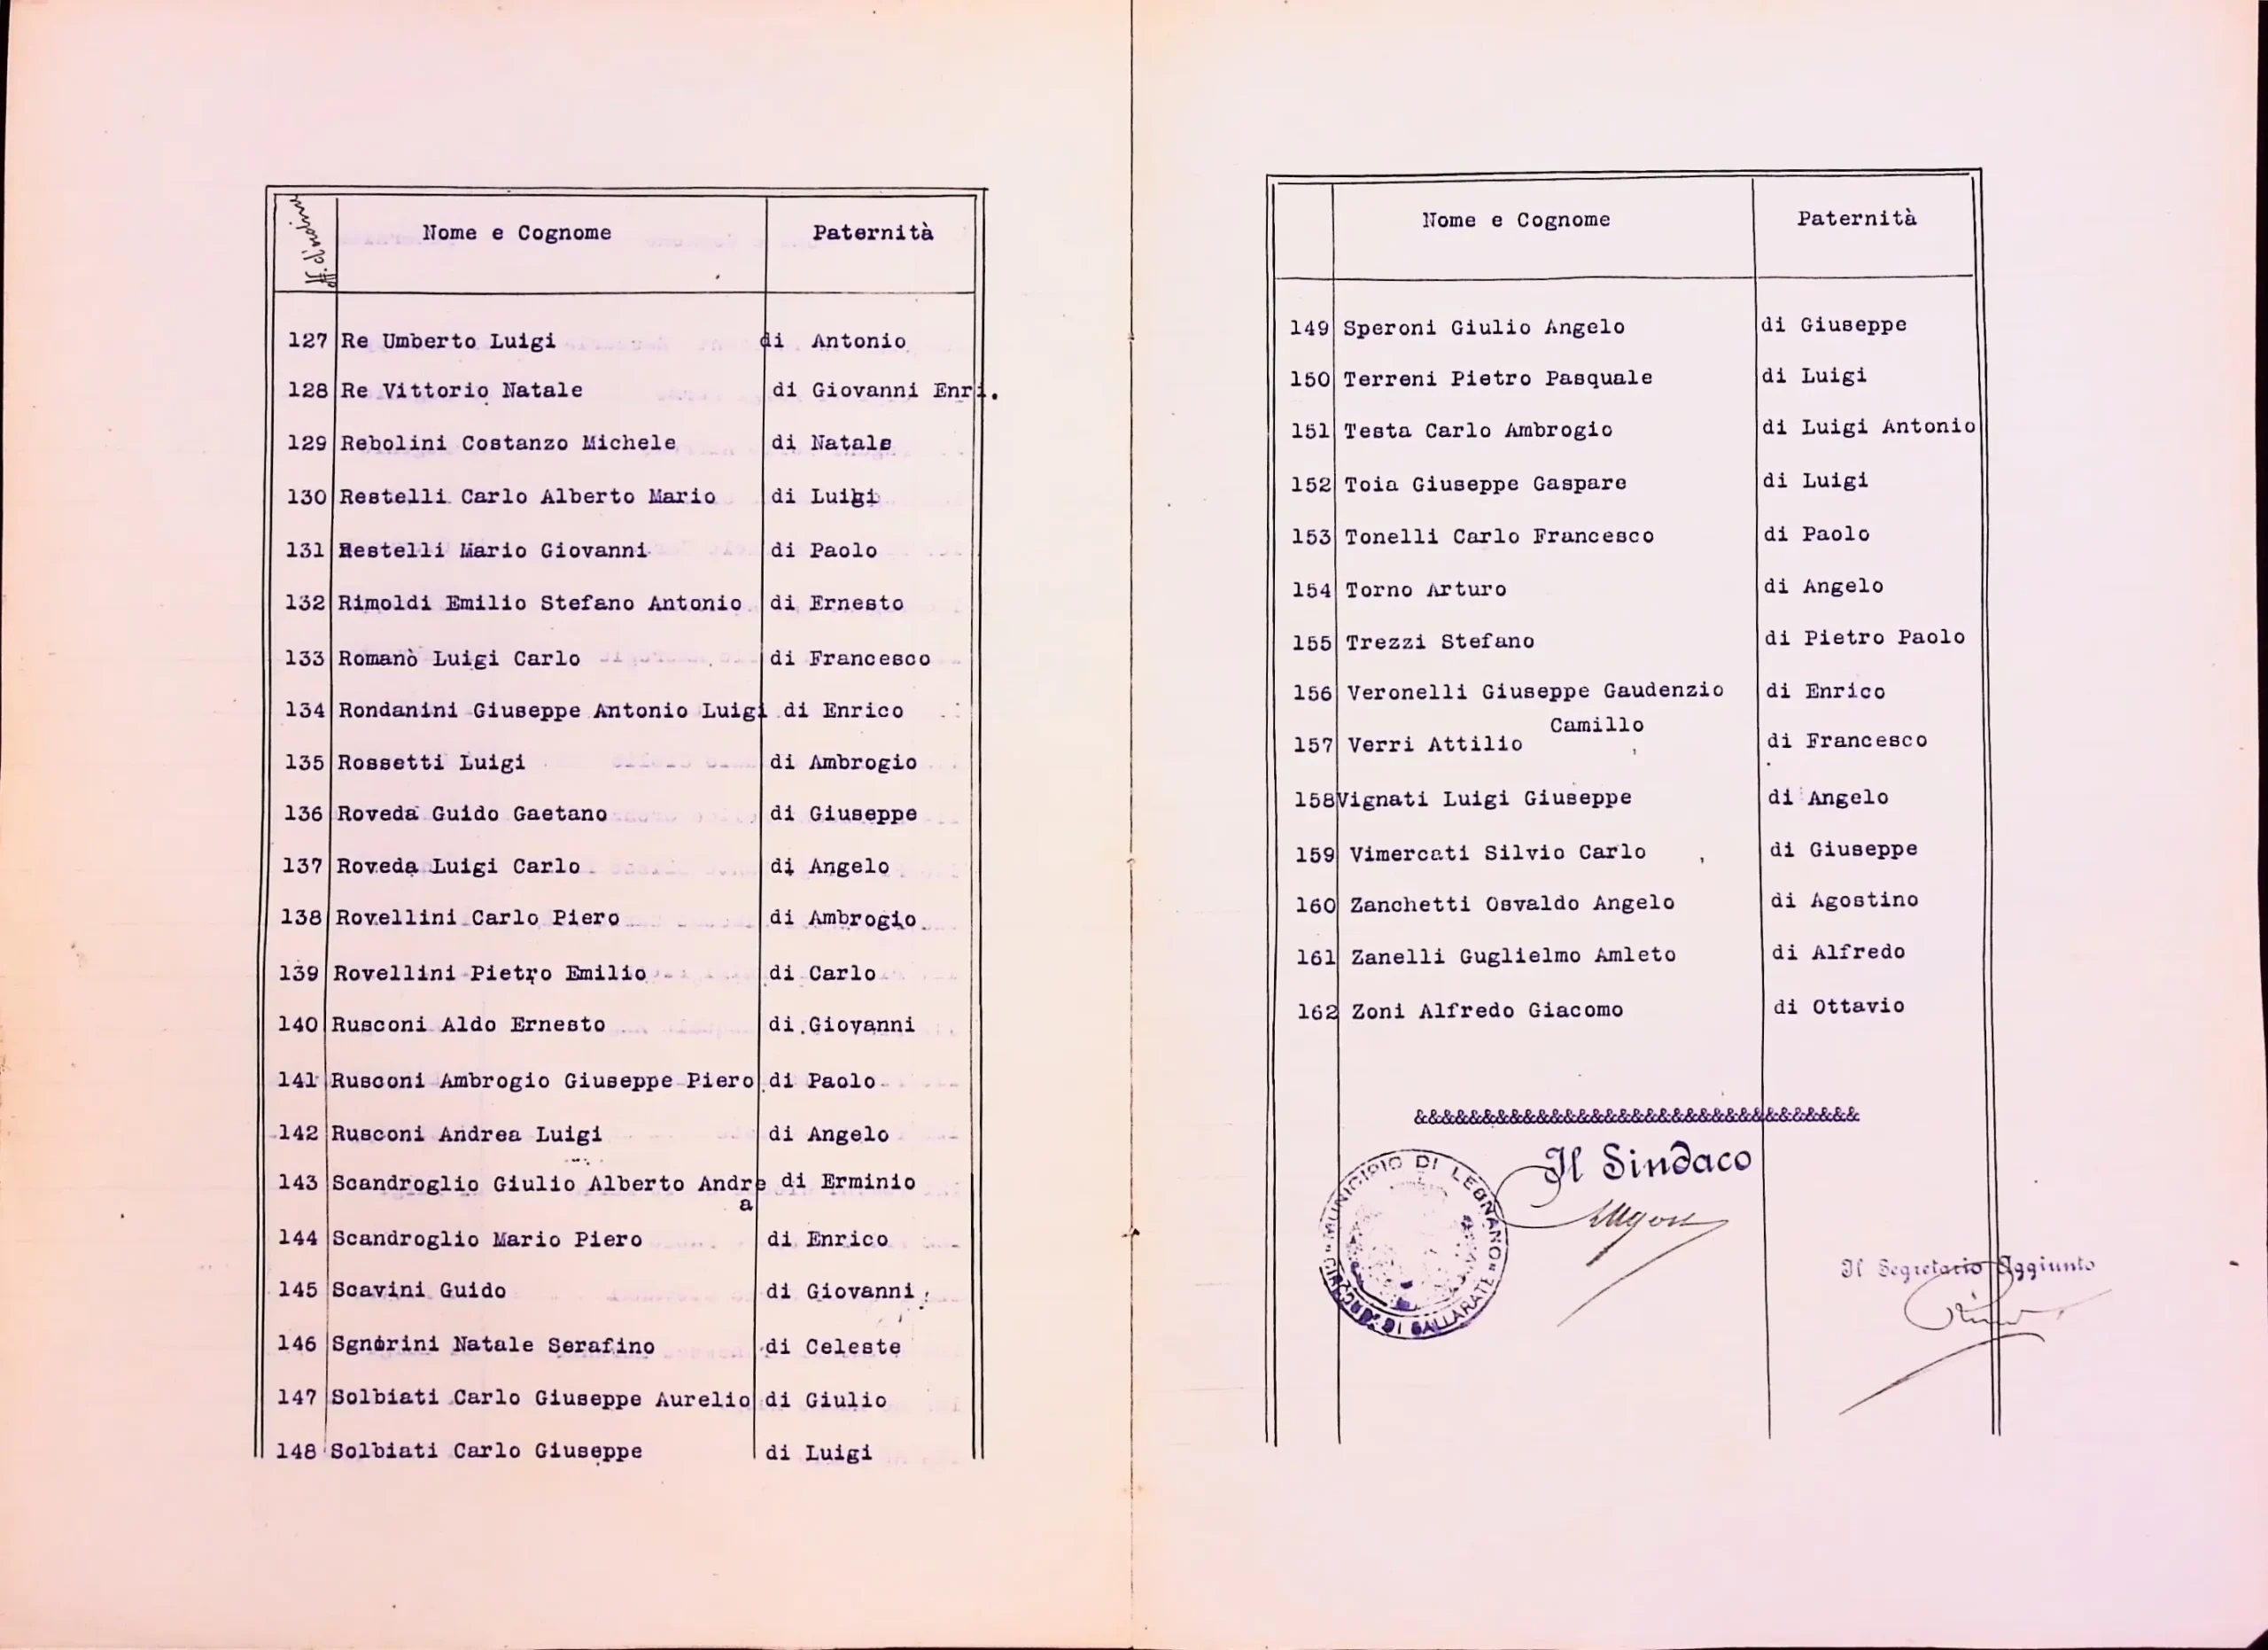 N. d'ordine Nome e Cognome Paternità
127 Re Umberto Luigi di Antonio
128 Re Vittorio Natale di Giovanni Enri.
129 Rebolini Costanzo Michele di Natale
130 Restelli Carlo Alberto Mario di Luigi
131 Restelli Mario Giovanni di Paolo
132 Rimoldi Emilio Stefano Antonio di Ernesto
133 Romanò Luigi Carlo di Francesco
134 Rondanini Giuseppe Antonio Luigi di Enrico
135 Rossetti Luigi di Ambrogio
136 Roveda Guido Gaetano di Giuseppe
137 Roveda Luigi Carlo di Angelo
138 Rovellini Carlo Piero di Ambrogio
139 Rovellini Pietro Emilio di Carlo
140 Rusconi Aldo Ernesto di Giovanni
141 Rusconi Ambrogio Giuseppe Piero di Paolo
142 Rusconi Andrea Luigi di Angelo
143 Scandroglio Giulio Alberto Andre di Erminio
a
144 Scandroglio Mario Piero di Enrico
145 Scavini Guido di Giovanni
146 Sgnorini Natale Serafino di Celeste
147 Solbiati Carlo Giuseppe Aurelio di Giulio
148 Solbiati Carlo Giuseppe di Luigi
Nome e Cognome Paternità
149 Speroni Giulio Angelo di Giuseppe
150 Terreni Pietro Pasquale di Luigi
151 Testa Carlo Ambrogio di Luigi Antonio
152 Toia Giuseppe Gaspare di Luigi
153 Tonelli Carlo Francesco di Paolo
154 Torno Arturo di Angelo
155 Trezzi Stefano di Pietro Paolo
156 Veronelli Giuseppe Gaudenzio di Enrico
Camillo
157 Verri Attilio di Francesco
158 Vignati Luigi Giuseppe di Angelo
159 Vimercati Silvio Carlo di Giuseppe
160 Zanchetti Osvaldo Angelo di Agostino
161 Zanelli Guglielmo Amleto di Alfredo
162 Zoni Alfredo Giacomo di Ottavio
&&&&&&&&&&&&&&&&&&&&&&&&&&&&&&&&&
Il Sindaco
MUNICIPIO DI LEGNANO
CIRCOND. DI GALLARATE
Il Segretario Aggiunto